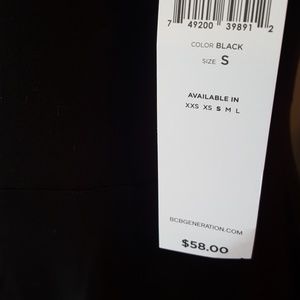 7 49200 39891 2
COLOR BLACK
SIZE S
AVAILABLE IN
XXS XS S M L
BCBGENERATION.COM
$58.00